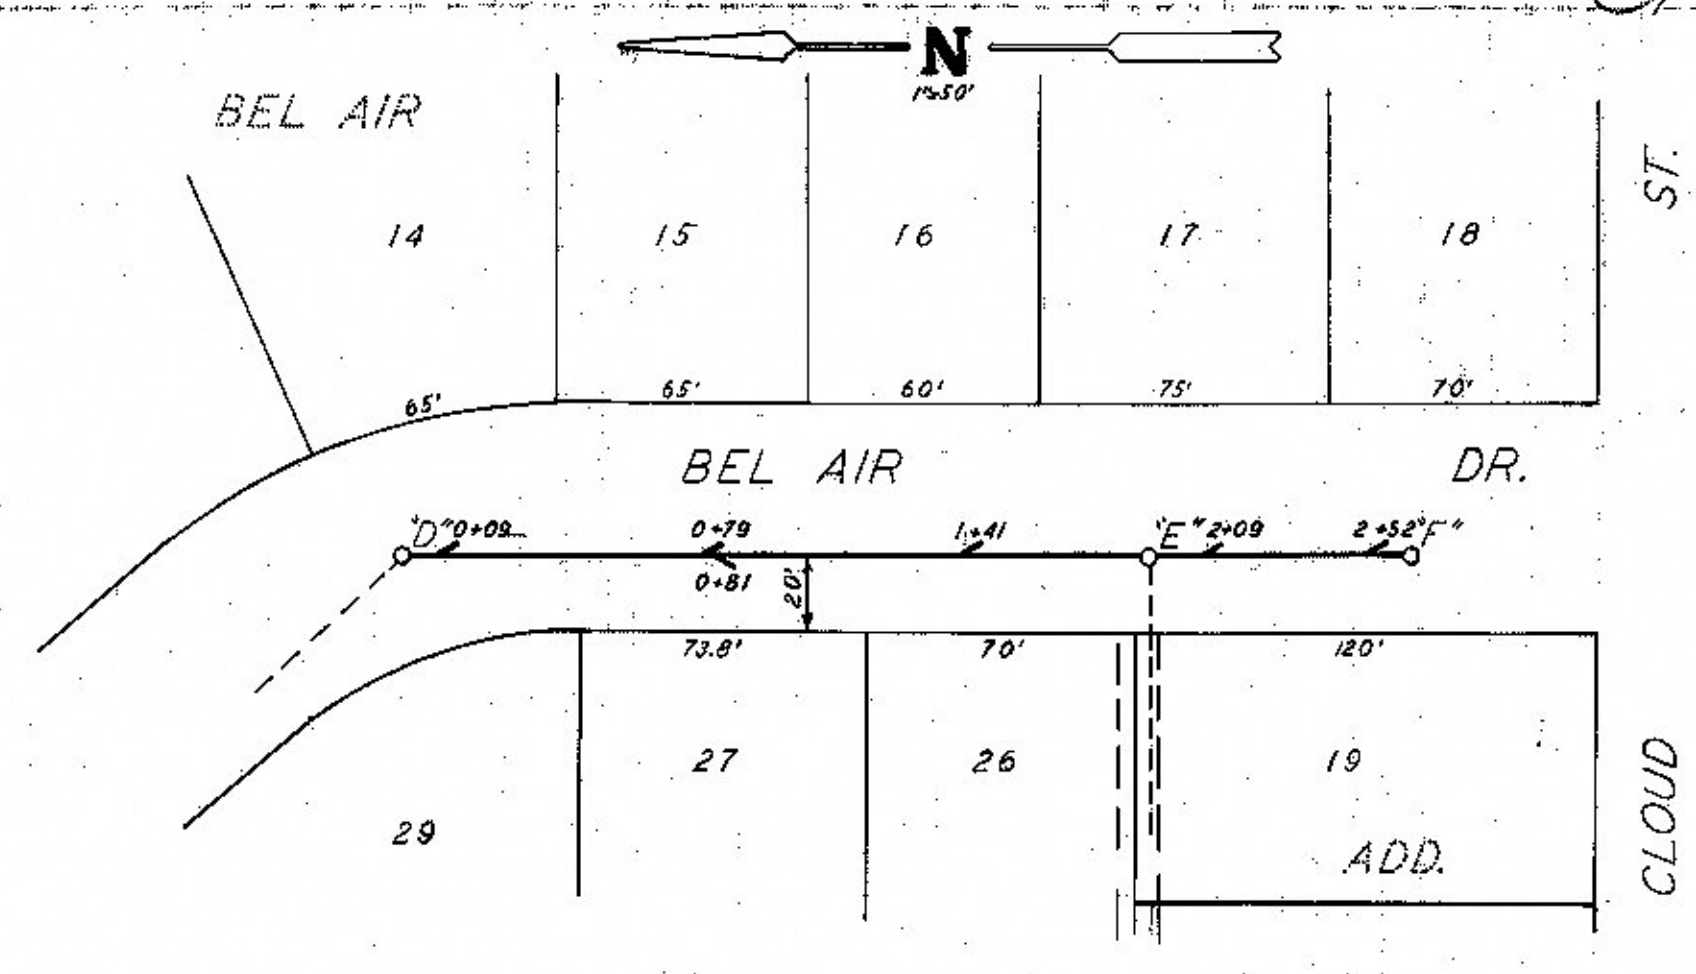 N
1"=50'
BEL AIR
ST.
14
15
16
17
18
65'
65'
60'
75'
70'
BEL AIR DR.
"D" 0+09
0+79
1+41
"E" 2+09
2+52 "F"
0+81
20'
73.8'
70'
120'
29
27
26
19
ADD.
CLOUD